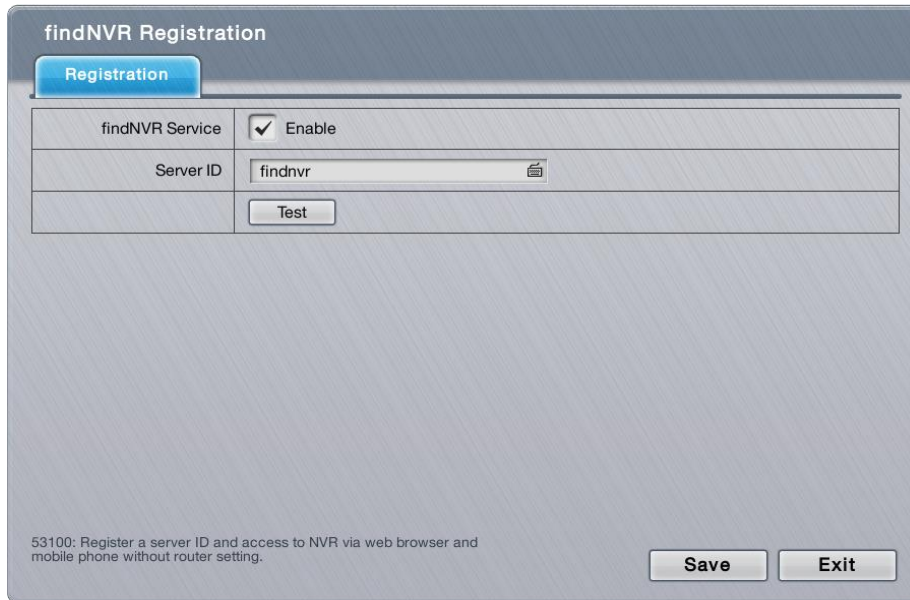 findNVR Registration
Registration
findNVR Service
Enable
Server ID
findnvr
Test
53100: Register a server ID and access to NVR via web browser and
mobile phone without router setting.
Save
Exit